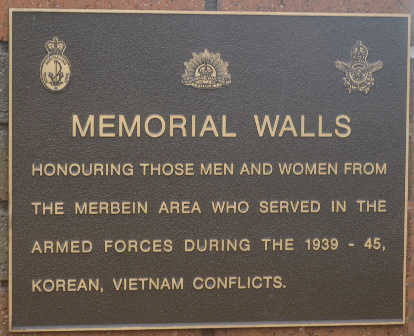 MEMORIAL WALLS
HONOURING THOSE MEN AND WOMEN FROM
THE MERBEIN AREA WHO SERVED IN THE
ARMED FORCES DURING THE 1939 - 45,
KOREAN, VIETNAM CONFLICTS.